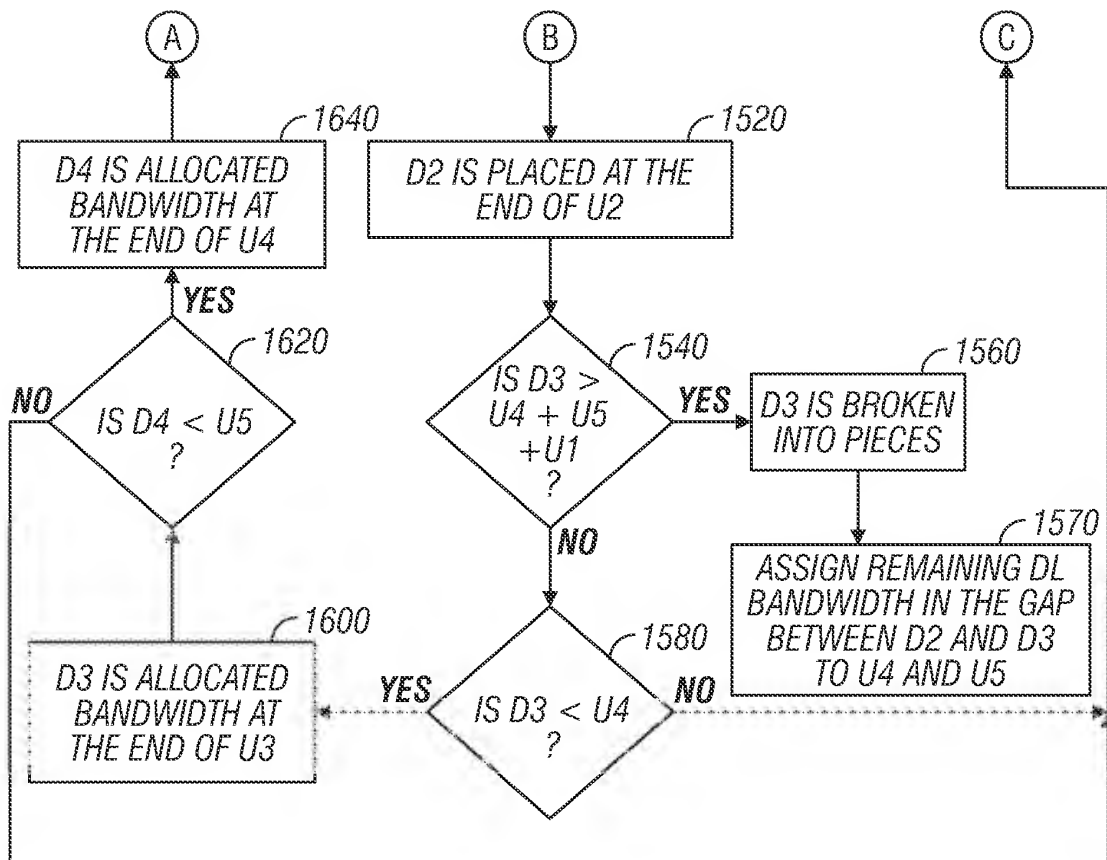 A
B
C
1640
D4 IS ALLOCATED
BANDWIDTH AT
THE END OF U4
1520
D2 IS PLACED AT THE
END OF U2
YES
1620
IS D4 < U5
?
NO
1540
IS D3 >
U4 + U5
+U1
?
YES
NO
1560
D3 IS BROKEN
INTO PIECES
1570
ASSIGN REMAINING DL
BANDWIDTH IN THE GAP
BETWEEN D2 AND D3
TO U4 AND U5
1600
D3 IS ALLOCATED
BANDWIDTH AT
THE END OF U3
1580
IS D3 < U4
?
YES
NO